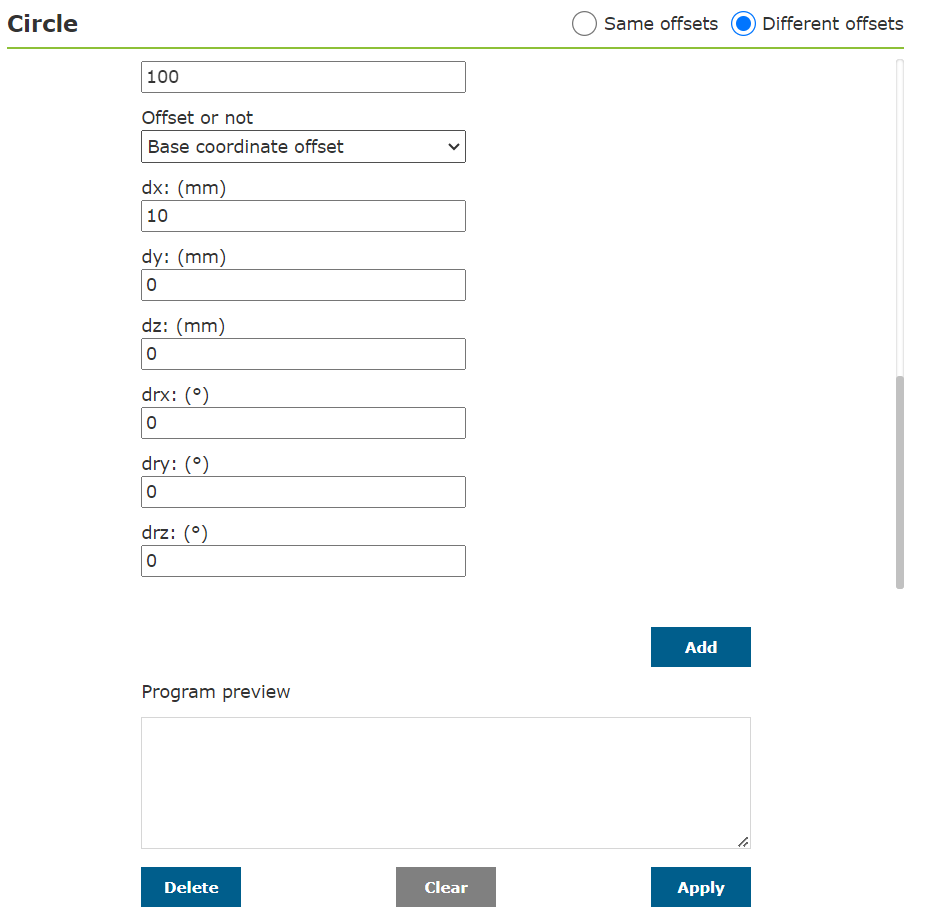 Circle
Same offsets
Different offsets
100
Offset or not
Base coordinate offset
dx: (mm)
10
dy: (mm)
0
dz: (mm)
0
drx: (°)
0
dry: (°)
0
drz: (°)
0
Add
Program preview
Delete
Clear
Apply